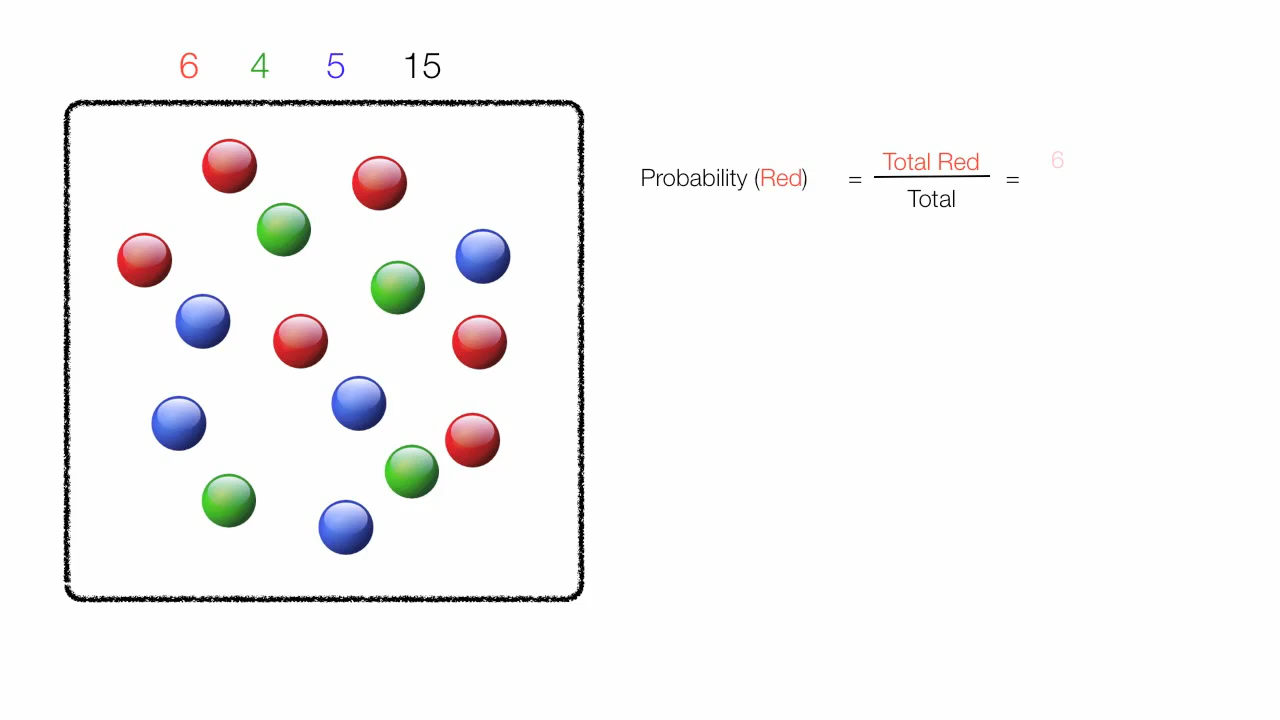 6 4 5 15
Probability (Red) = Total Red / Total = 6